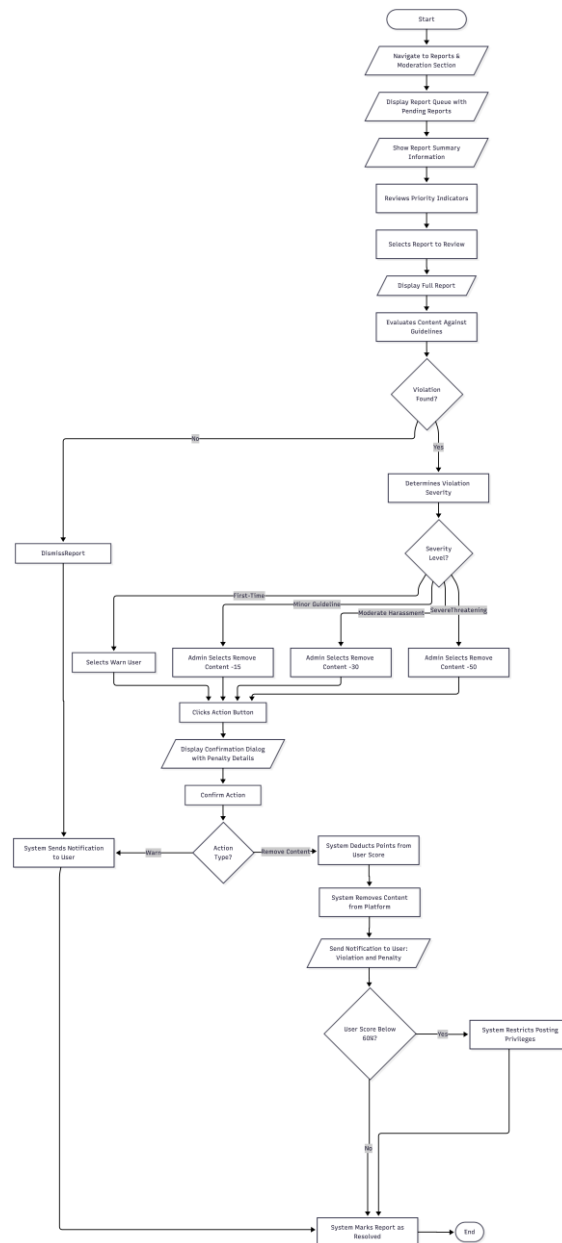 Start
Navigate to Reports &
Moderation Section
Display Report Queue with
Pending Reports
Show Report Summary
Information
Reviews Priority Indicators
Selects Report to Review
Display Full Report
Evaluates Content Against
Guidelines
Violation
Found?
No
Yes
Determines Violation
Severity
DismissReport
Severity
Level?
First-Time
Minor Guideline
Moderate Harassment
SevereThreatening
Selects Warn User
Admin Selects Remove
Content -15
Admin Selects Remove
Content -30
Admin Selects Remove
Content -50
Clicks Action Button
Display Confirmation Dialog
with Penalty Details
Confirm Action
System Sends Notification
to User
Warn
Action
Type?
Remove Content
System Deducts Points from
User Score
System Removes Content
from Platform
Send Notification to User:
Violation and Penalty
User Score Below
60%?
Yes
System Restricts Posting
Privileges
No
System Marks Report as
Resolved
End